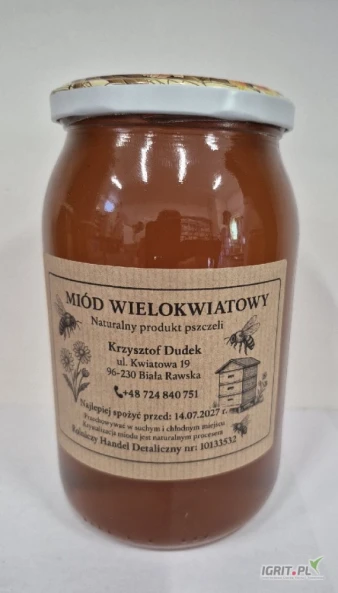 MIÓD WIELOKWIATOWY
Naturalny produkt pszczeli
Krzysztof Dudek
ul. Kwiatowa 19
96-230 Biała Rawska
+48 724 840 751
Najlepiej spożyć przed: 14.07.2027 r.
Przechowywać w suchym i chłodnym miejscu
Krystalizacja miodu jest naturalnym procesem
Rolniczy Handel Detaliczny nr: 10133532
IGRIT.PL